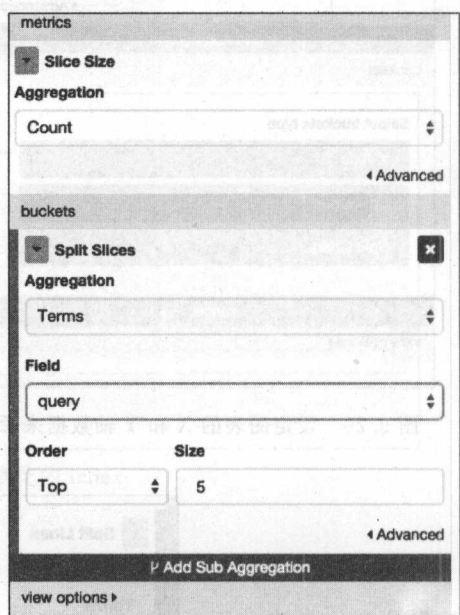 metrics
Slice Size
Aggregation
Count
Advanced
buckets
Split Slices
Aggregation
Terms
Field
query
Order Size
Top 5
Advanced
Add Sub Aggregation
view options